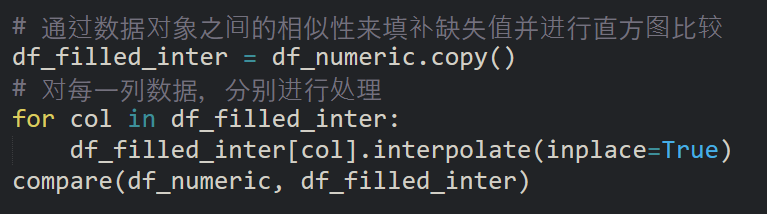 # 通过数据对象之间的相似性来填补缺失值并进行直方图比较
df_filled_inter = df_numeric.copy()
# 对每一列数据，分别进行处理
for col in df_filled_inter:
    df_filled_inter[col].interpolate(inplace=True)
compare(df_numeric, df_filled_inter)